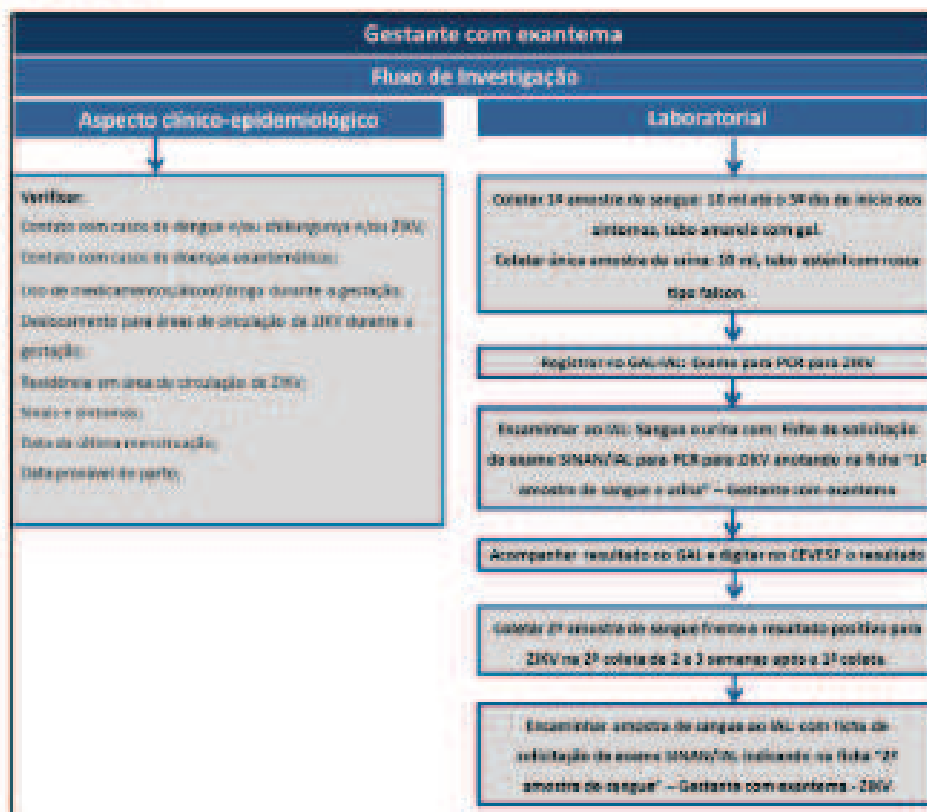 Gestante com exantema
Fluxo de Investigação
Aspecto clínico-epidemiológico
Verificar:
Contato com casos de dengue e/ou chikungunya e/ou ZIKV;
Contato com casos de doenças exantemáticas;
Uso de medicamentos/álcool/droga durante a gestação;
Deslocamento para áreas de circulação de ZIKV durante a
gestação;
Residência em área de circulação de ZIKV;
Sinais e sintomas;
Data da última menstruação;
Data provável do parto;
Laboratorial
Coletar 1ª amostra de sangue: 10 ml até o 5º dia do início dos
sintomas, tubo amarelo com gel.
Coletar única amostra de urina: 10 ml, tubo estéril com rosca
tipo falcon.
Registrar no GAL-IAL: Exame para PCR para ZIKV
Encaminhar ao IAL: Sangue e urina com: Ficha de solicitação
de exame SINAN/IAL para PCR para ZIKV anotando na ficha "1ª
amostra de sangue e urina" – Gestante com exantema
Acompanhar resultado no GAL e digitar no CEVESP o resultado
Coletar 2ª amostra de sangue frente a resultado positivo para
ZIKV na 2ª coleta de 2 a 3 semanas após a 1ª coleta.
Encaminhar amostra de sangue ao IAL: com ficha de
solicitação de exame SINAN/IAL indicando na ficha "2ª
amostra de sangue" – Gestante com exantema - ZIKV.